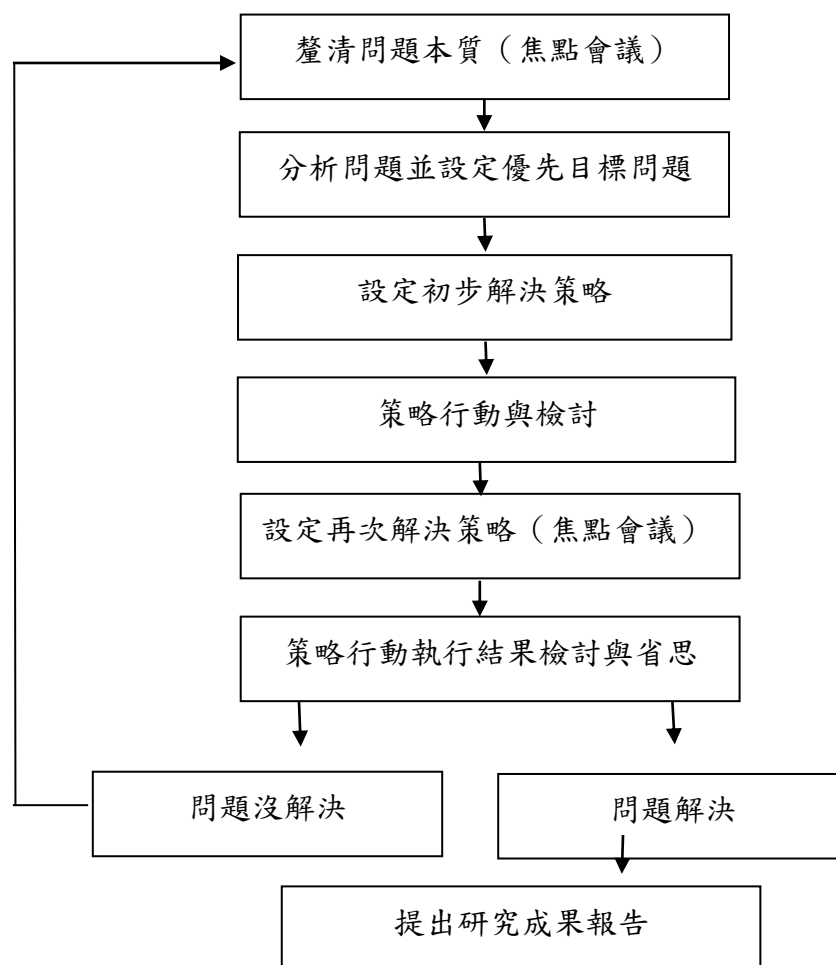 釐清問題本質（焦點會議）
分析問題並設定優先目標問題
設定初步解決策略
策略行動與檢討
設定再次解決策略（焦點會議）
策略行動執行結果檢討與省思
問題沒解決
問題解決
提出研究成果報告